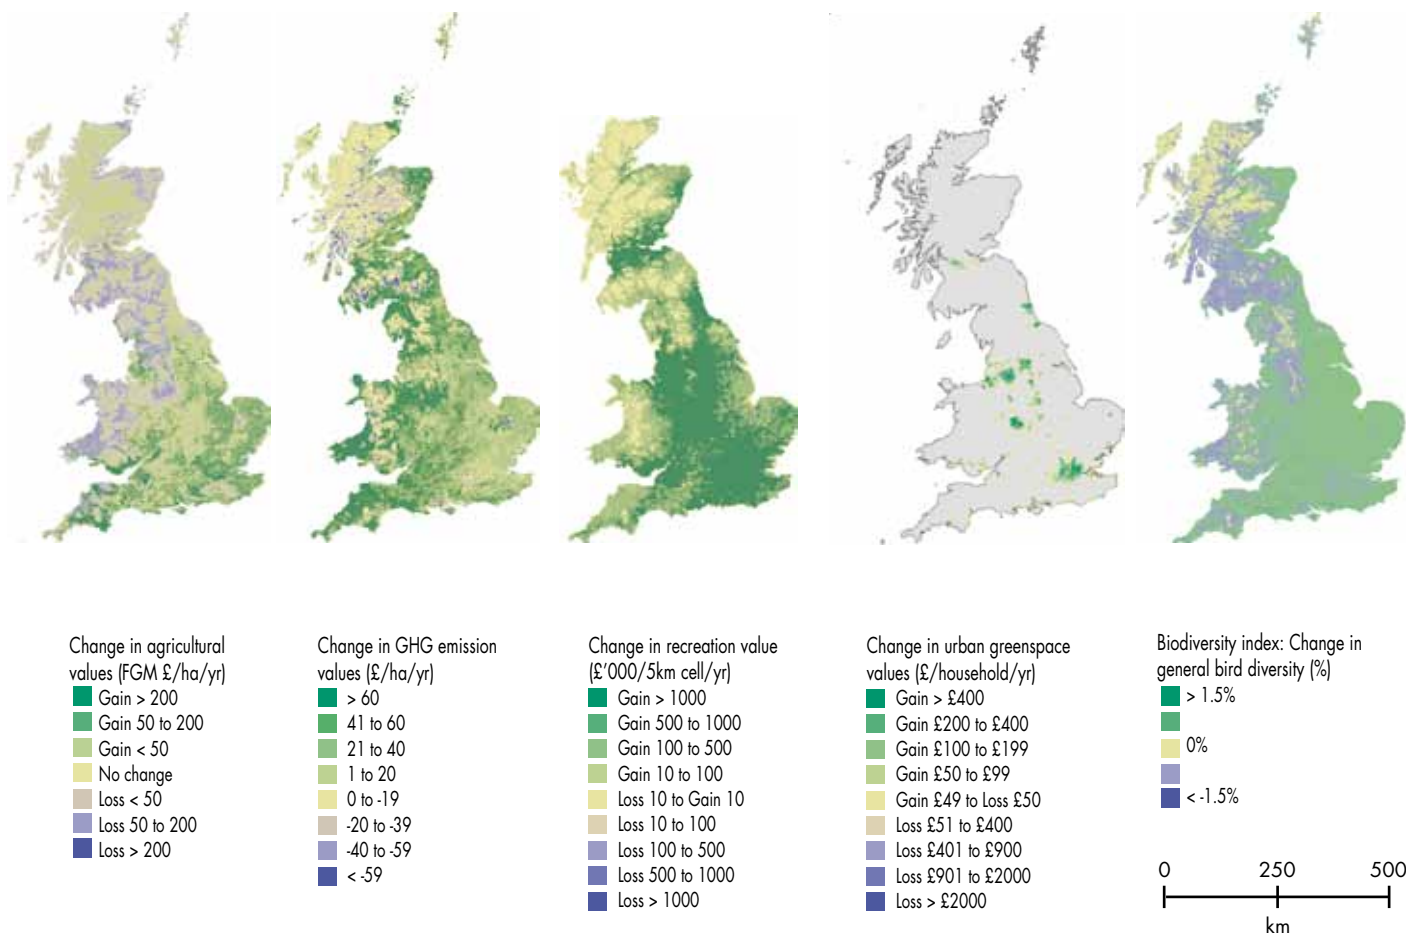 Change in agricultural
values (FGM £/ha/yr)
Gain > 200
Gain 50 to 200
Gain < 50
No change
Loss < 50
Loss 50 to 200
Loss > 200
Change in GHG emission
values (£/ha/yr)
> 60
41 to 60
21 to 40
1 to 20
0 to -19
-20 to -39
-40 to -59
< -59
Change in recreation value
(£'000/5km cell/yr)
Gain > 1000
Gain 500 to 1000
Gain 100 to 500
Gain 10 to 100
Loss 10 to Gain 10
Loss 10 to 100
Loss 100 to 500
Loss 500 to 1000
Loss > 1000
Change in urban greenspace
values (£/household/yr)
Gain > £400
Gain £200 to £400
Gain £100 to £199
Gain £50 to £99
Gain £49 to Loss £50
Loss £51 to £400
Loss £401 to £900
Loss £901 to £2000
Loss > £2000
Biodiversity index: Change in
general bird diversity (%)
> 1.5%
0%
< -1.5%
0 250 500
km